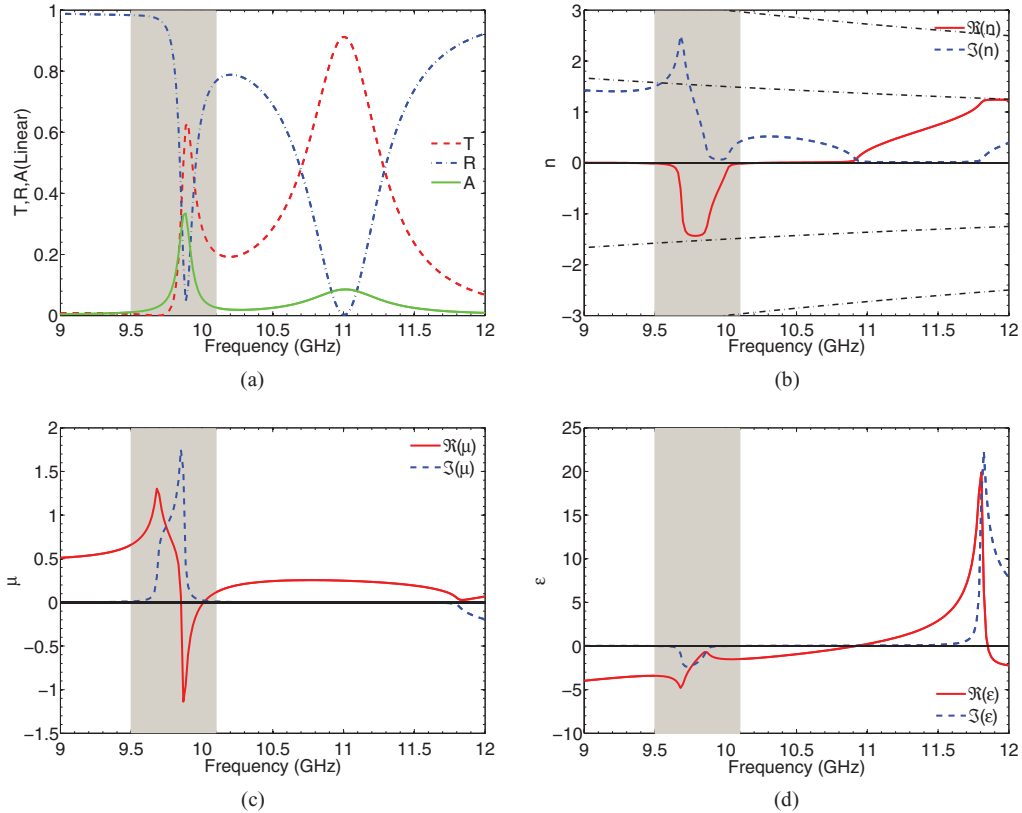 T,R,A(Linear)
1
0.8
0.6
0.4
0.2
0
T
R
A
9 9.5 10 10.5 11 11.5 12
Frequency (GHz)
(a)
n
3
2
1
0
−1
−2
−3
ℜ(n)
ℑ(n)
9 9.5 10 10.5 11 11.5 12
Frequency (GHz)
(b)
μ
2
1.5
1
0.5
0
−0.5
−1
−1.5
ℜ(μ)
ℑ(μ)
9 9.5 10 10.5 11 11.5 12
Frequency (GHz)
(c)
ε
25
20
15
10
5
0
−5
−10
ℜ(ε)
ℑ(ε)
9 9.5 10 10.5 11 11.5 12
Frequency (GHz)
(d)